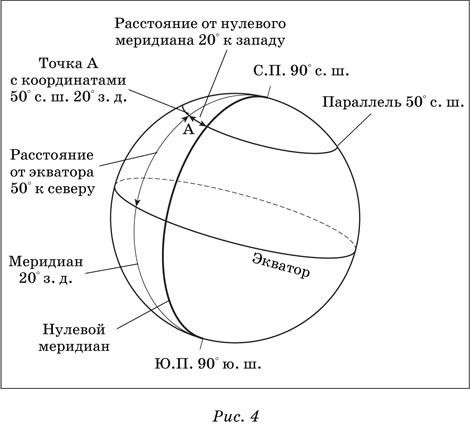 Расстояние от нулевого
меридиана 20° к западу
Точка А
с координатами
50° с. ш. 20° з. д.
С.П. 90° с. ш.
Параллель 50° с. ш.
А
Расстояние
от экватора
50° к северу
Экватор
Меридиан
20° з. д.
Нулевой
меридиан
Ю.П. 90° ю. ш.
Рис. 4